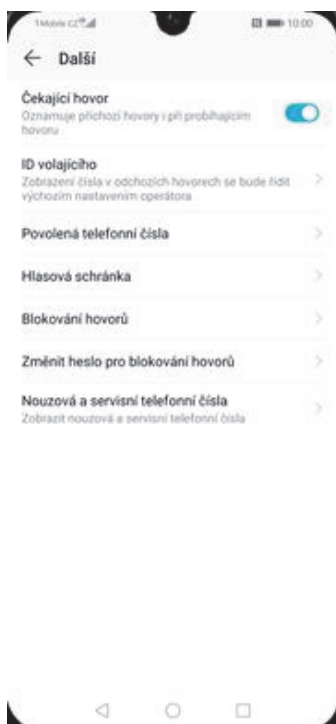 T-Mobile CZ 10:00
Další
Čekající hovor
Oznamuje příchozí hovory i při probíhajícím
hovoru
ID volajícího
Zobrazení čísla v odchozích hovorech se bude řídit
výchozím nastavením operátora
Povolená telefonní čísla
Hlasová schránka
Blokování hovorů
Změnit heslo pro blokování hovorů
Nouzová a servisní telefonní čísla
Zobrazit nouzová a servisní telefonní čísla